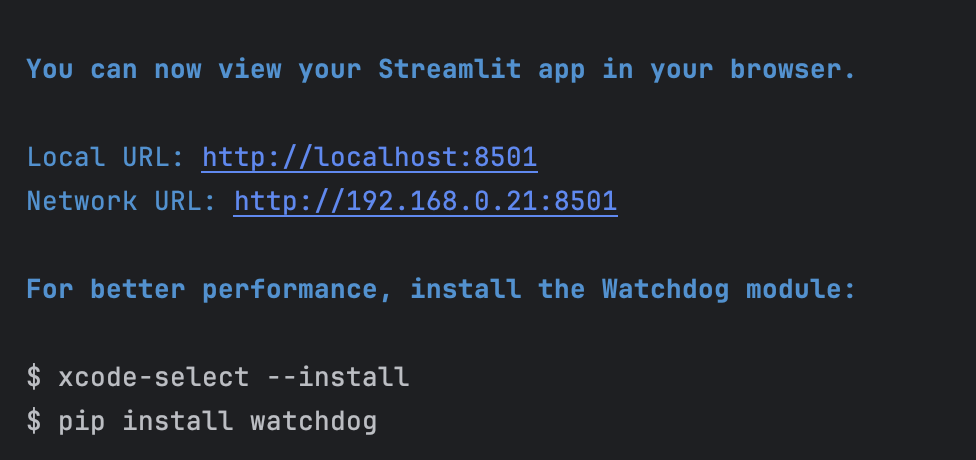 You can now view your Streamlit app in your browser.
Local URL: http://localhost:8501
Network URL: http://192.168.0.21:8501
For better performance, install the Watchdog module:
$ xcode-select --install
$ pip install watchdog